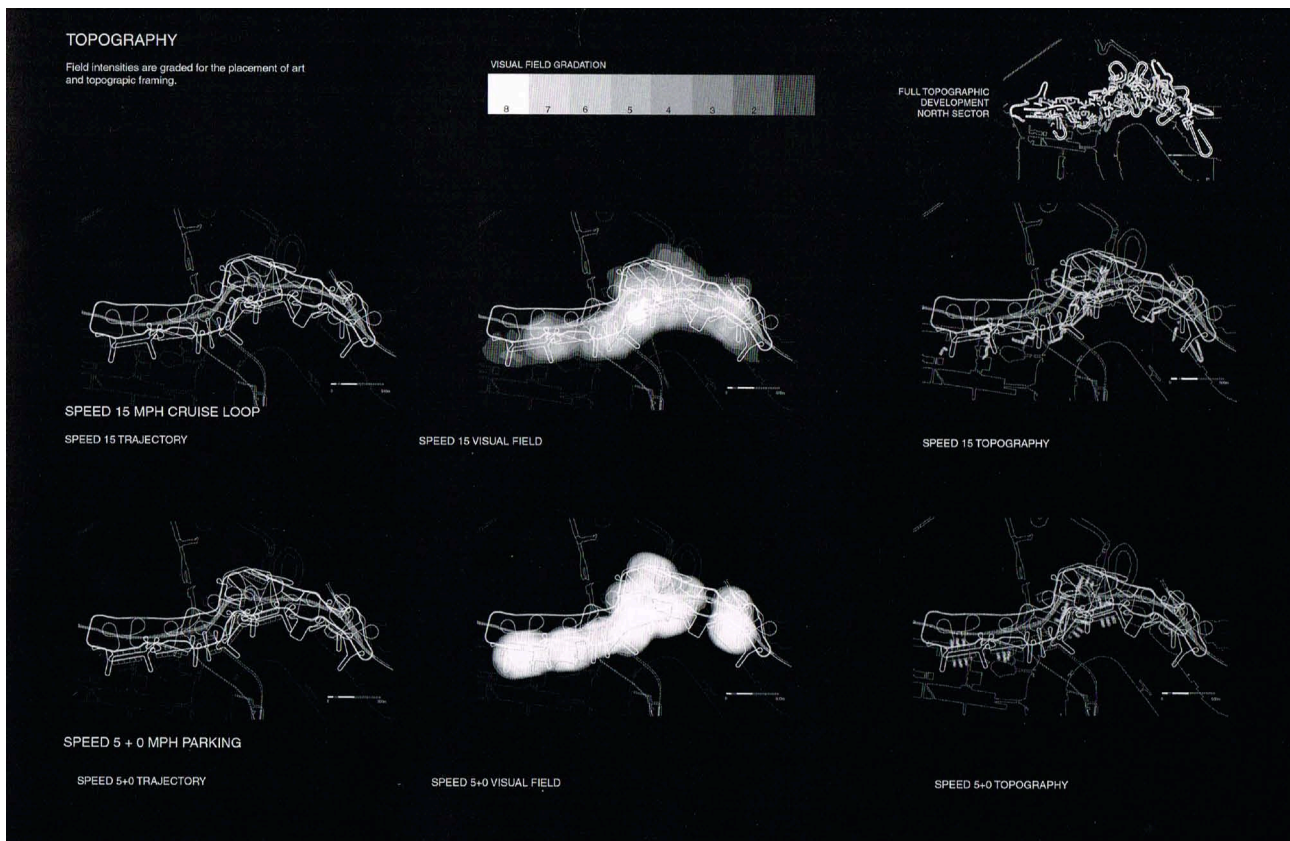 TOPOGRAPHY
Field intensities are graded for the placement of art
and topograpic framing.
VISUAL FIELD GRADATION
8 7 6 5 4 3 2 1
FULL TOPOGRAPHIC
DEVELOPMENT
NORTH SECTOR
SPEED 15 MPH CRUISE LOOP
SPEED 15 TRAJECTORY
SPEED 15 VISUAL FIELD
SPEED 15 TOPOGRAPHY
SPEED 5 + 0 MPH PARKING
SPEED 5+0 TRAJECTORY
SPEED 5+0 VISUAL FIELD
SPEED 5+0 TOPOGRAPHY